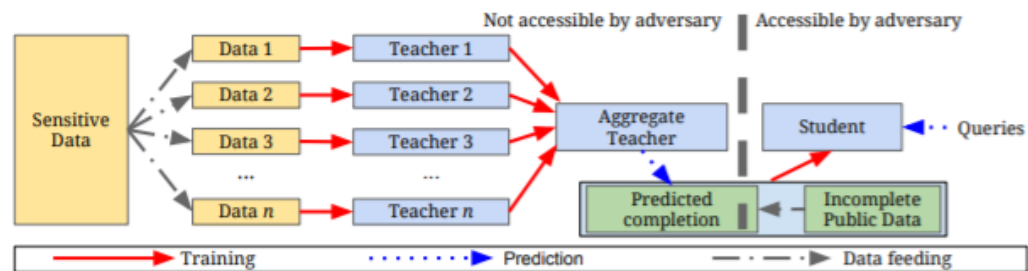 Not accessible by adversary
Accessible by adversary
Sensitive
Data
Data 1
Teacher 1
Data 2
Teacher 2
Data 3
Teacher 3
...
...
Data n
Teacher n
Aggregate
Teacher
Student
Queries
Predicted
completion
Incomplete
Public Data
Training
Prediction
Data feeding